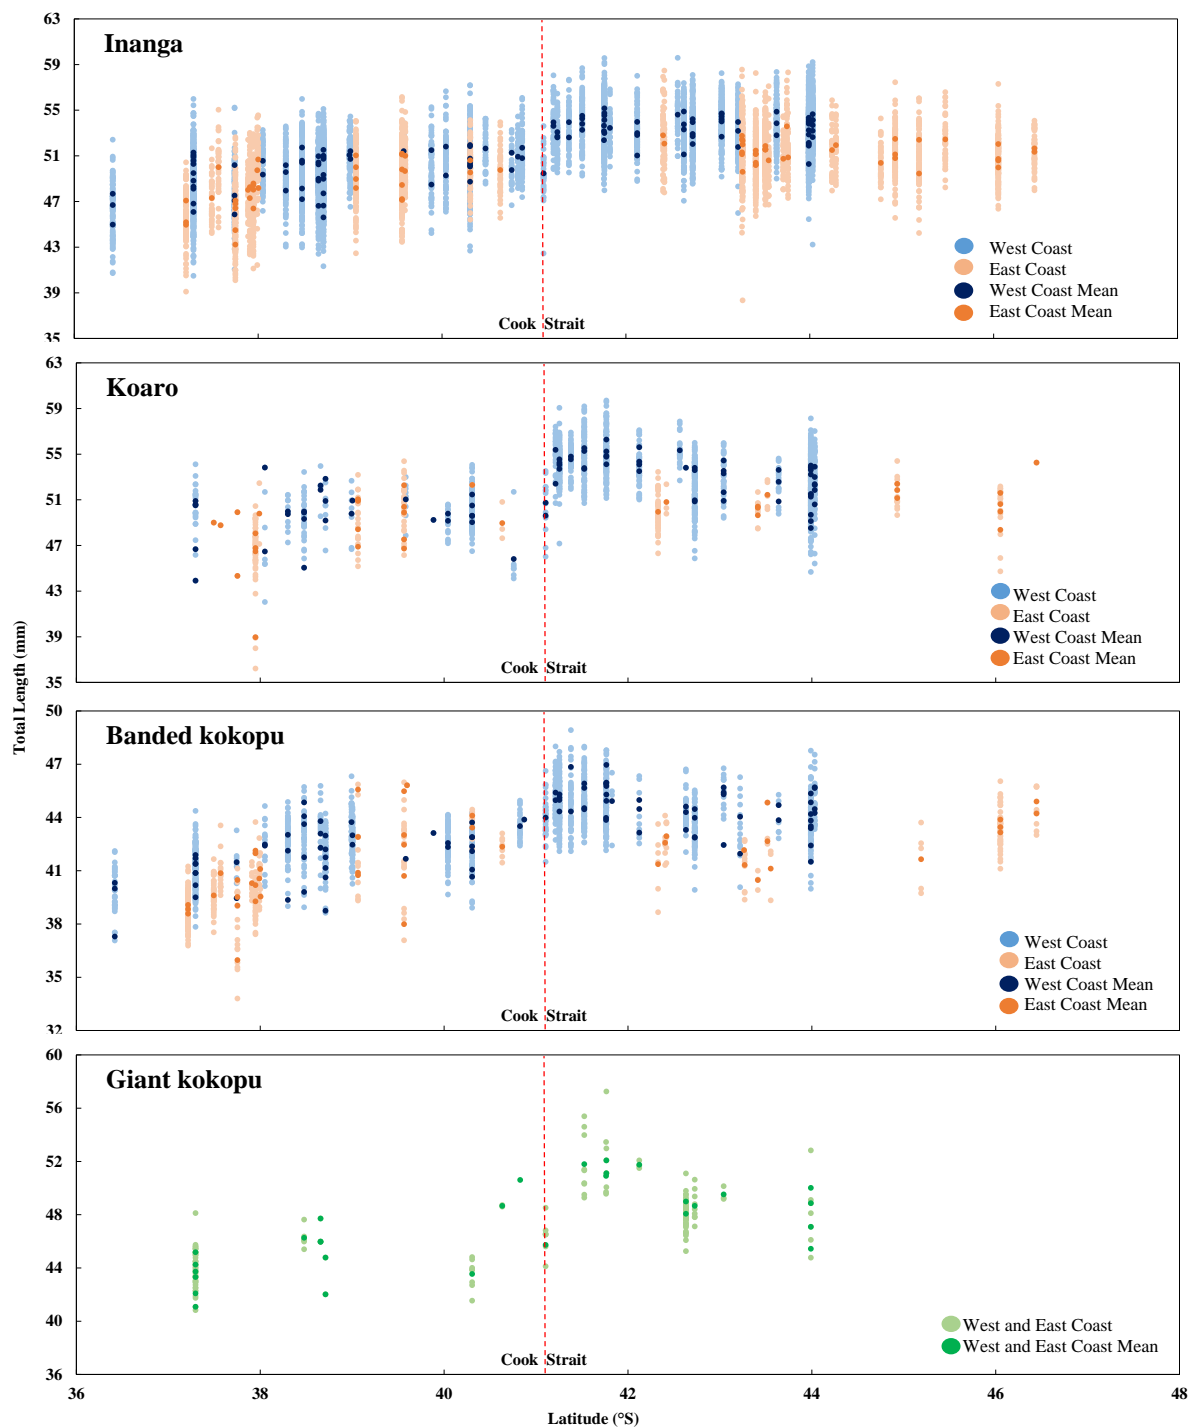 63
Inanga
59
55
51
47
43
39
35
West Coast
East Coast
West Coast Mean
East Coast Mean
Cook Strait
63
Koaro
59
55
51
47
43
39
35
West Coast
East Coast
West Coast Mean
East Coast Mean
Cook Strait
Total Length (mm)
50
Banded kokopu
47
44
41
38
35
32
West Coast
East Coast
West Coast Mean
East Coast Mean
Cook Strait
60
Giant kokopu
56
52
48
44
40
36
West and East Coast
West and East Coast Mean
Cook Strait
36 38 40 42 44 46 48
Latitude (°S)